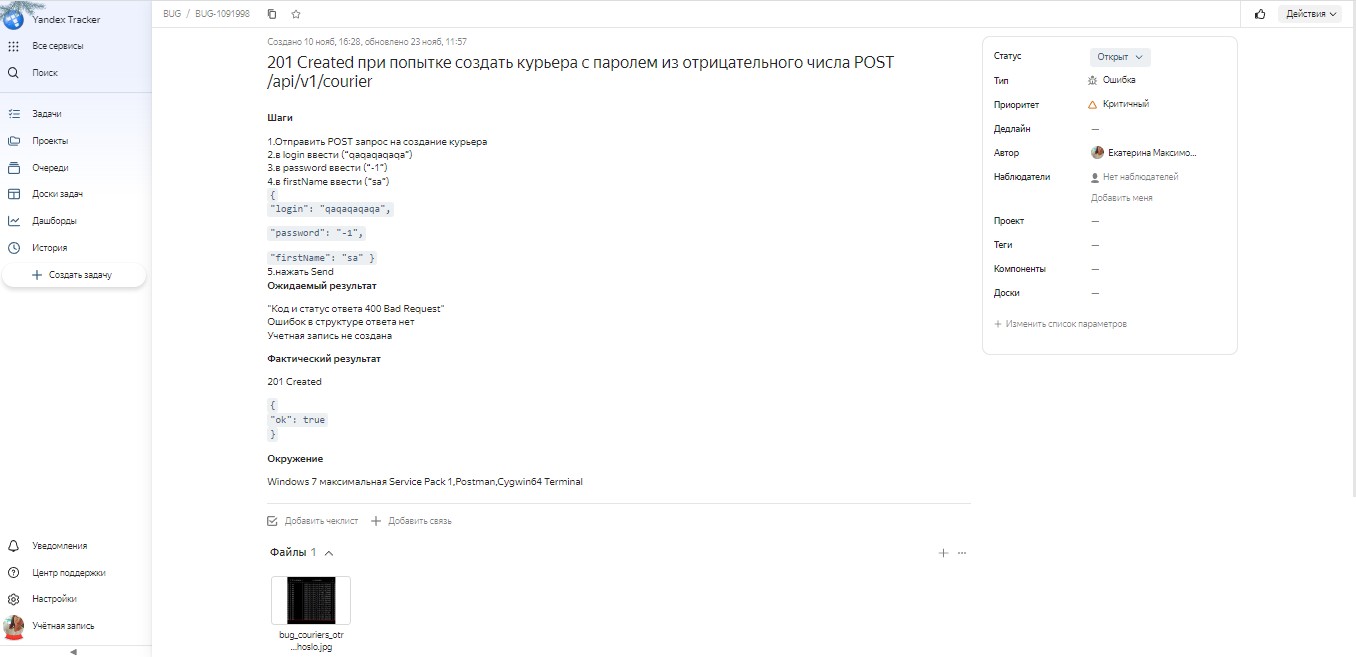 Yandex Tracker
Все сервисы
Поиск
Задачи
Проекты
Очереди
Доски задач
Дашборды
История
Создать задачу
Уведомления
Центр поддержки
Настройки
Учётная запись
BUG / BUG-1091998
Действия
Создано 10 нояб, 16:28, обновлено 23 нояб, 11:57
201 Created при попытке создать курьера с паролем из отрицательного числа POST
/api/v1/courier
Шаги
1.Отправить POST запрос на создание курьера
2.в login ввести ("qaqaqaqaqa")
3.в password ввести ("-1")
4.в firstName ввести ("sa")
{
"login": "qaqaqaqaqa",
"password": "-1",
"firstName": "sa" }
5.нажать Send
Ожидаемый результат
"Код и статус ответа 400 Bad Request"
Ошибок в структуре ответа нет
Учетная запись не создана
Фактический результат
201 Created
{
"ok": true
}
Окружение
Windows 7 максимальная Service Pack 1,Postman,Cygwin64 Terminal
Добавить чеклист
Добавить связь
Файлы 1
bug_couriers_otr
...hoslo.jpg
Статус Открыт
Тип Ошибка
Приоритет Критичный
Дедлайн —
Автор Екатерина Максимо...
Наблюдатели Нет наблюдателей
Добавить меня
Проект —
Теги —
Компоненты —
Доски —
Изменить список параметров